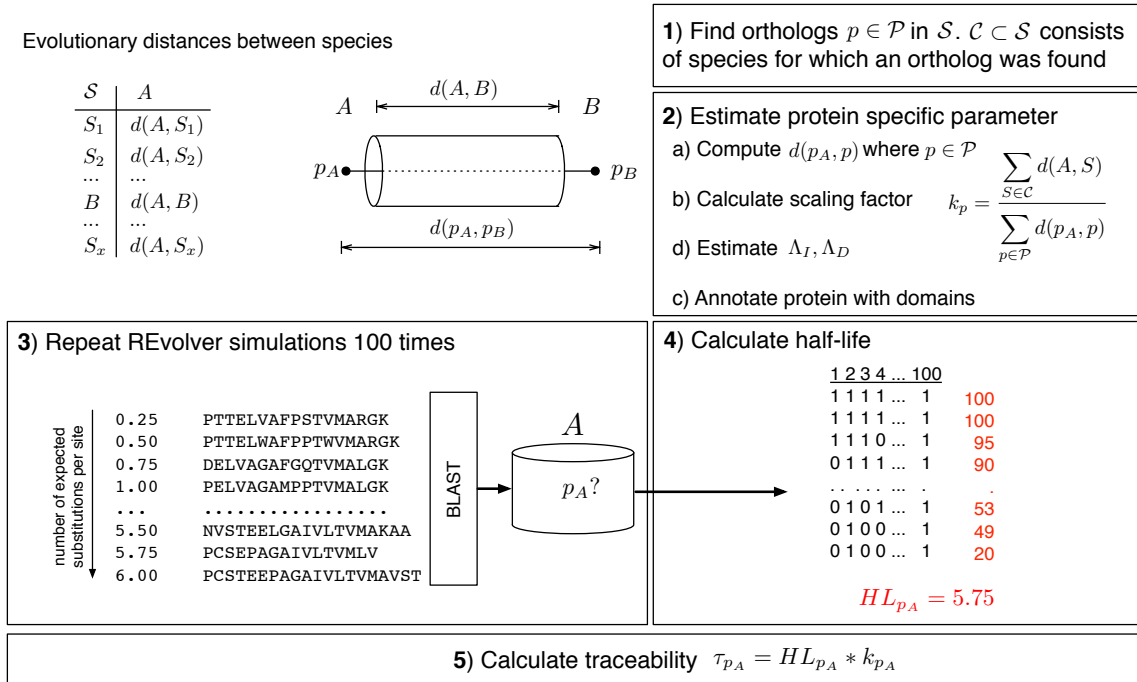 Evolutionary distances between species
𝒮 A
S₁ d(A, S₁)
S₂ d(A, S₂)
... ...
B d(A, B)
... ...
Sₓ d(A, Sₓ)
A d(A, B) B
p_A p_B
d(p_A, p_B)
1) Find orthologs p ∈ 𝒫 in 𝒮. 𝒞 ⊂ 𝒮 consists
of species for which an ortholog was found
2) Estimate protein specific parameter
a) Compute d(p_A, p) where p ∈ 𝒫
b) Calculate scaling factor k_p = ∑_{S∈𝒞} d(A, S) / ∑_{p∈𝒫} d(p_A, p)
d) Estimate Λ_I, Λ_D
c) Annotate protein with domains
3) Repeat REvolver simulations 100 times
number of expected
substitutions per site
0.25 PTTELVAFPSTVMARGK
0.50 PTTELWAFPPTWVMARGK
0.75 DELVAGAFGQTVMALGK
1.00 PELVAGAMPPTVMALGK
... .................
5.50 NVSTEELGAIVLTVMAKAA
5.75 PCSEPAGAIVLTVMLV
6.00 PCSTEEPAGAIVLTVMAVST
BLAST
A
p_A?
4) Calculate half-life
1 2 3 4 ... 100
1 1 1 1 ... 1 100
1 1 1 1 ... 1 100
1 1 1 0 ... 1 95
0 1 1 1 ... 1 90
. . . . ... . .
0 1 0 1 ... 1 53
0 1 0 0 ... 1 49
0 1 0 0 ... 1 20
HL_{p_A} = 5.75
5) Calculate traceability τ_{p_A} = HL_{p_A} * k_{p_A}